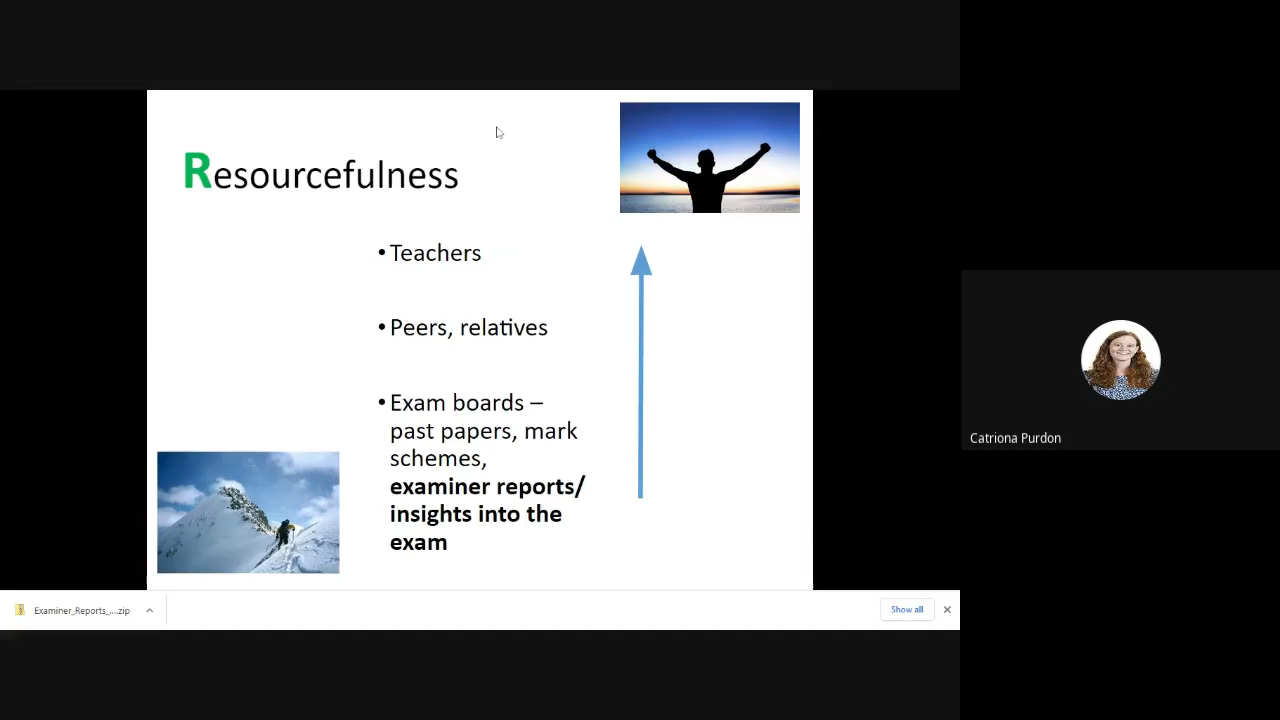 Resourcefulness
• Teachers
• Peers, relatives
• Exam boards –
past papers, mark
schemes,
examiner reports/
insights into the
exam
Catriona Purdon
Examiner_Reports_....zip
Show all